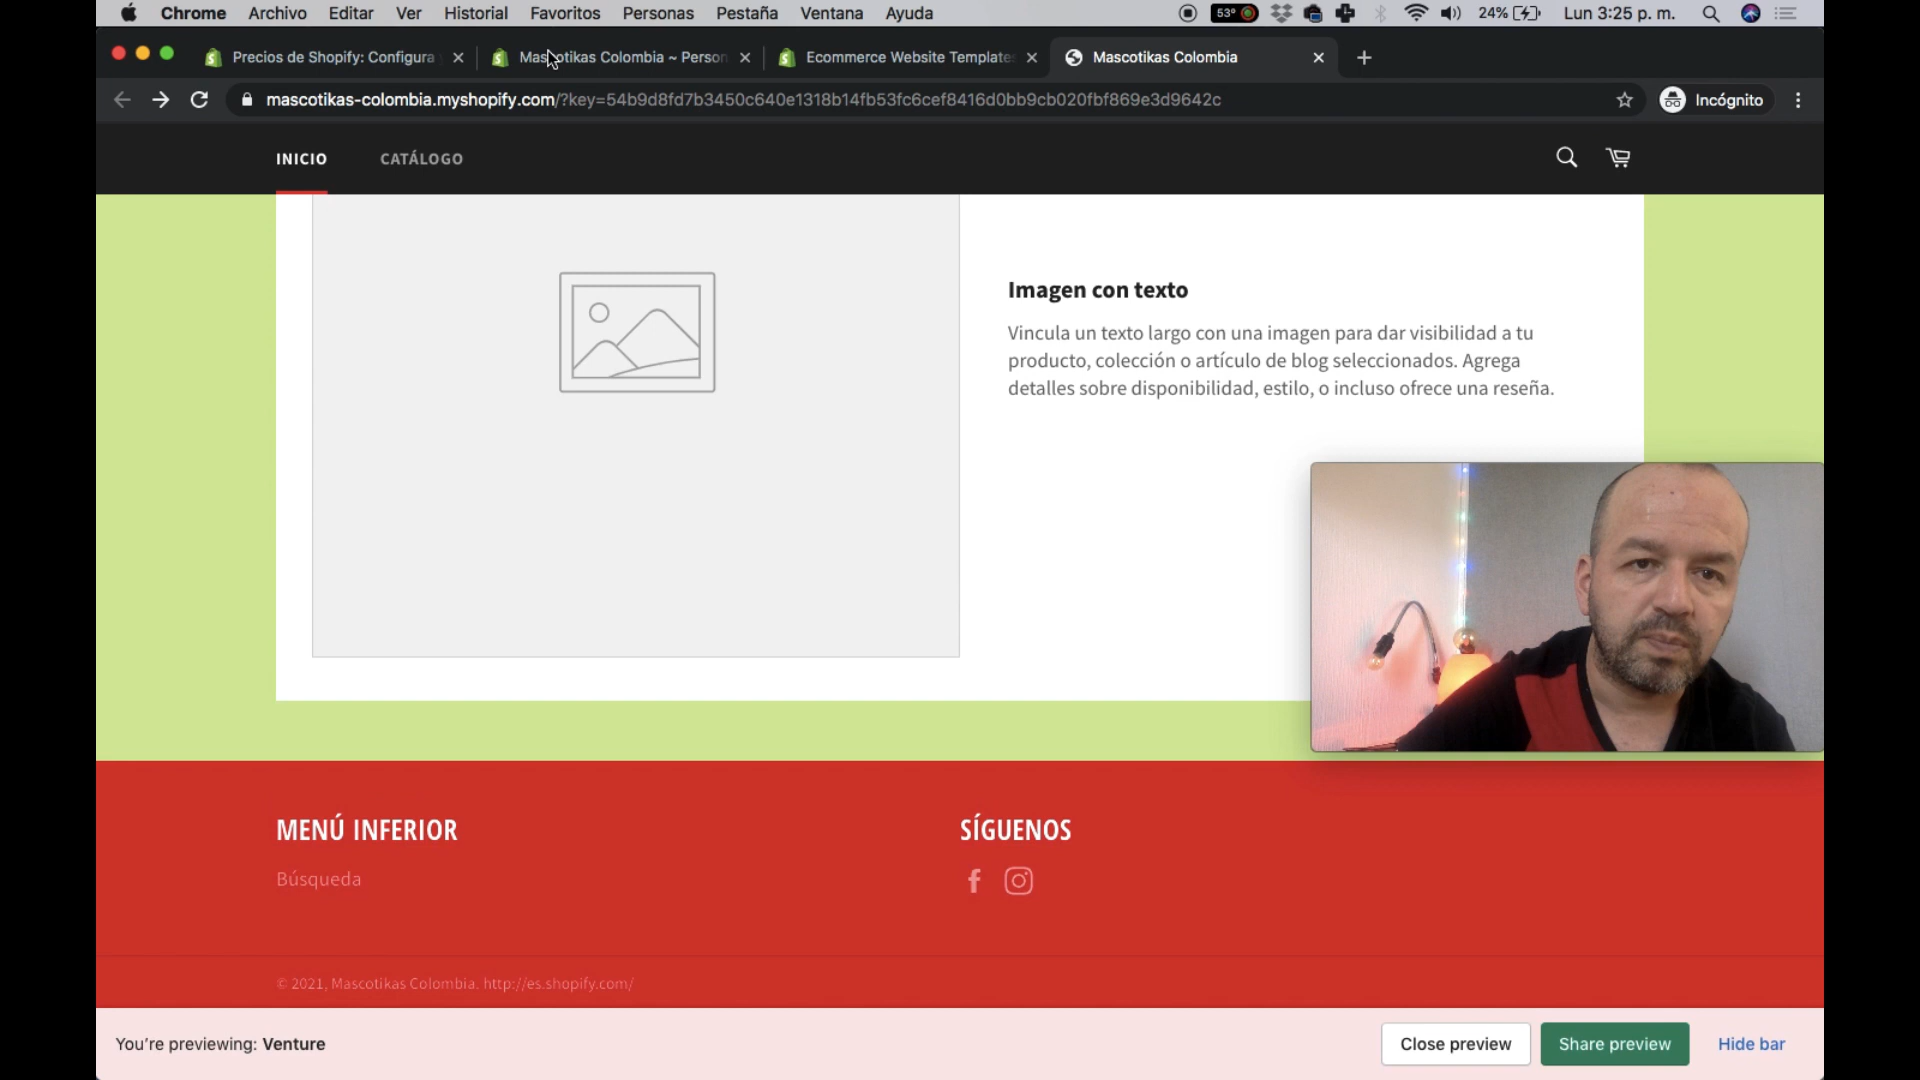 Chrome Archivo Editar Ver Historial Favoritos Personas Pestaña Ventana Ayuda 53° 24% Lun 3:25 p. m.
Precios de Shopify: Configura Mascotikas Colombia ~ Person Ecommerce Website Templates Mascotikas Colombia
mascotikas-colombia.myshopify.com/?key=54b9d8fd7b3450c640e1318b14fb53fc6cef8416d0bb9cb020fbf869e3d9642c Incógnito
INICIO CATÁLOGO
Imagen con texto
Vincula un texto largo con una imagen para dar visibilidad a tu
producto, colección o artículo de blog seleccionados. Agrega
detalles sobre disponibilidad, estilo, o incluso ofrece una reseña.
MENÚ INFERIOR
Búsqueda
SÍGUENOS
© 2021, Mascotikas Colombia. http://es.shopify.com/
You're previewing: Venture Close preview Share preview Hide bar